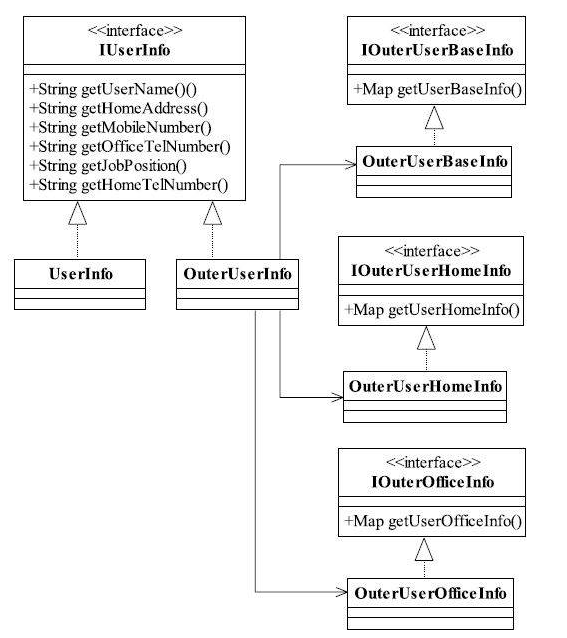 <<interface>>
IUserInfo
+String getUserName()()
+String getHomeAddress()
+String getMobileNumber()
+String getOfficeTelNumber()
+String getJobPosition()
+String getHomeTelNumber()
UserInfo
OuterUserInfo
<<interface>>
IOuterUserBaseInfo
+Map getUserBaseInfo()
OuterUserBaseInfo
<<interface>>
IOuterUserHomeInfo
+Map getUserHomeInfo()
OuterUserHomeInfo
<<interface>>
IOuterOfficeInfo
+Map getUserOfficeInfo()
OuterUserOfficeInfo